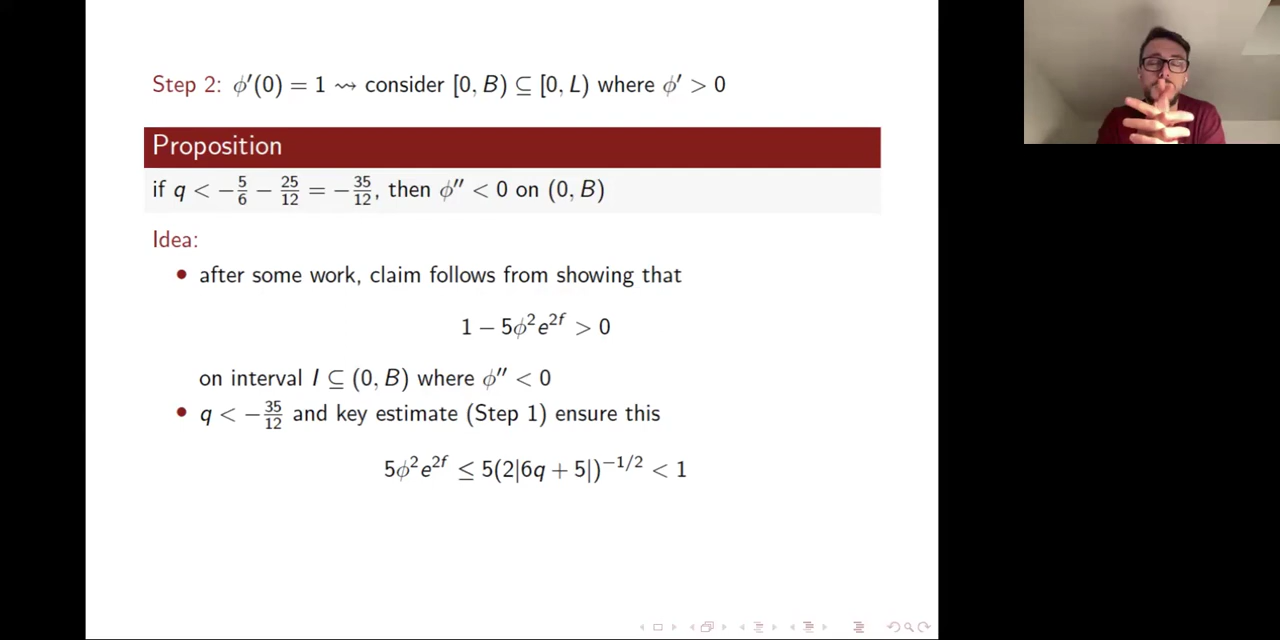 Step 2: ϕ′(0) = 1 ⇝ consider [0, B) ⊆ [0, L) where ϕ′ > 0
Proposition
if q < −5/6 − 25/12 = −35/12, then ϕ″ < 0 on (0, B)
Idea:
• after some work, claim follows from showing that
1 − 5ϕ²e^{2f} > 0
on interval I ⊆ (0, B) where ϕ″ < 0
• q < −35/12 and key estimate (Step 1) ensure this
5ϕ²e^{2f} ≤ 5(2|6q + 5|)^{−1/2} < 1